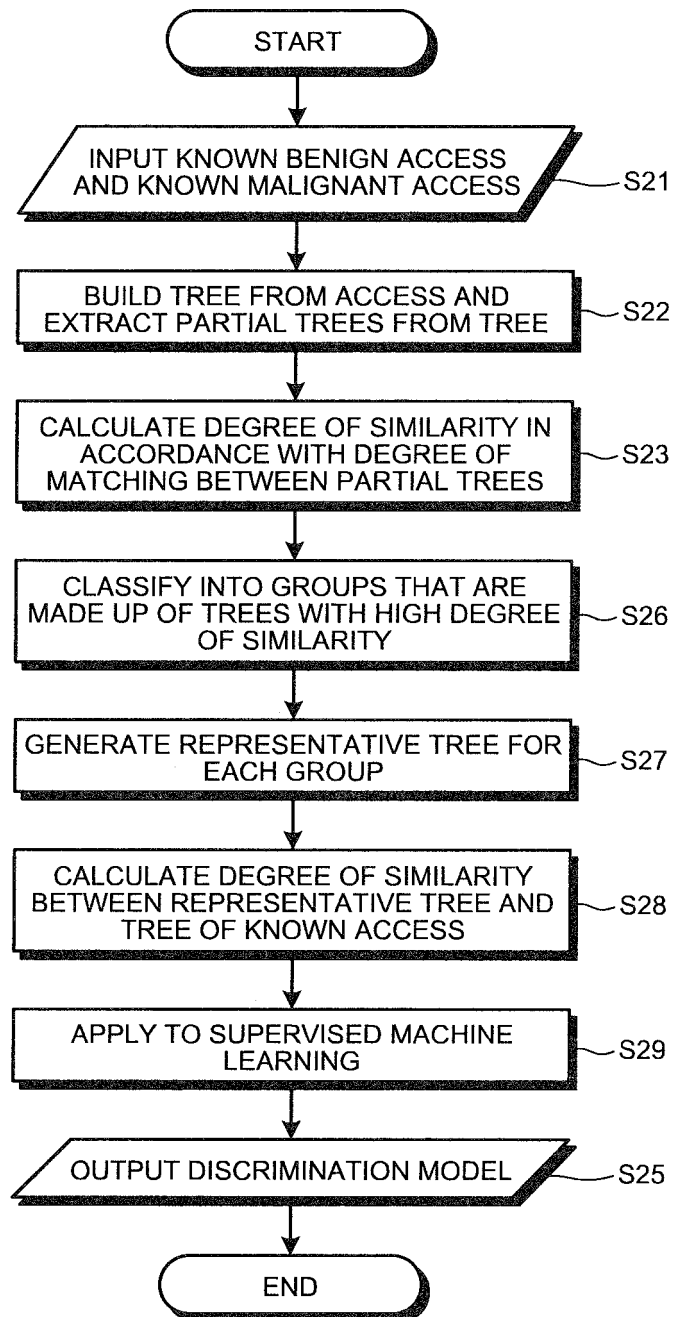 START
INPUT KNOWN BENIGN ACCESS
AND KNOWN MALIGNANT ACCESS
S21
BUILD TREE FROM ACCESS AND
EXTRACT PARTIAL TREES FROM TREE
S22
CALCULATE DEGREE OF SIMILARITY IN
ACCORDANCE WITH DEGREE OF
MATCHING BETWEEN PARTIAL TREES
S23
CLASSIFY INTO GROUPS THAT ARE
MADE UP OF TREES WITH HIGH DEGREE
OF SIMILARITY
S26
GENERATE REPRESENTATIVE TREE FOR
EACH GROUP
S27
CALCULATE DEGREE OF SIMILARITY
BETWEEN REPRESENTATIVE TREE AND
TREE OF KNOWN ACCESS
S28
APPLY TO SUPERVISED MACHINE
LEARNING
S29
OUTPUT DISCRIMINATION MODEL
S25
END